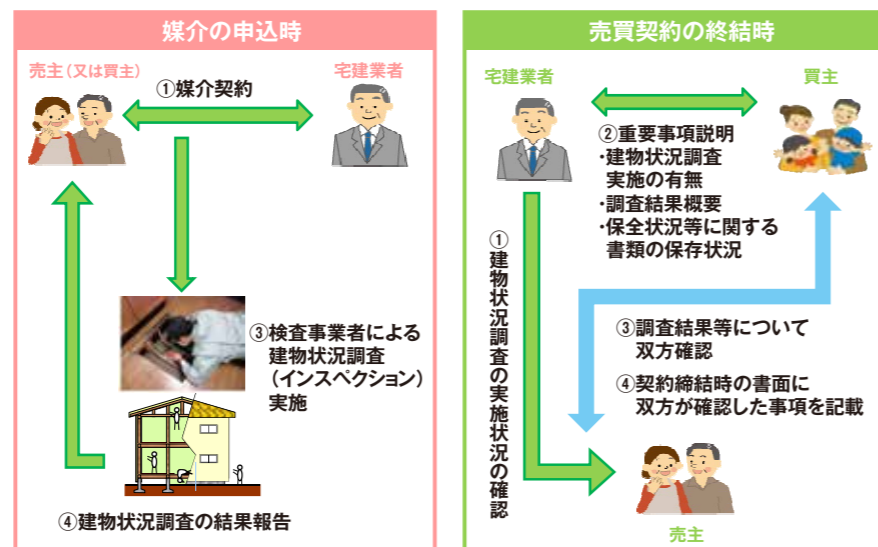 媒介の申込時
売主（又は買主）
宅建業者
①媒介契約
③検査事業者による
建物状況調査
（インスペクション）
実施
④建物状況調査の結果報告
売買契約の終結時
宅建業者
買主
②重要事項説明
・建物状況調査
実施の有無
・調査結果概要
・保全状況等に関する
書類の保存状況
①建物状況調査の実施状況の確認
③調査結果等について
双方確認
④契約締結時の書面に
双方が確認した事項を記載
売主